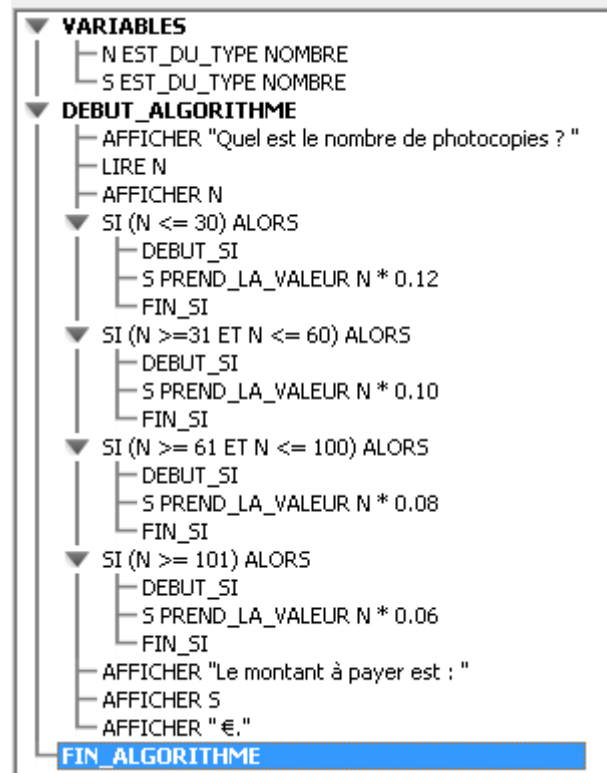 VARIABLES
N EST_DU_TYPE NOMBRE
S EST_DU_TYPE NOMBRE
DEBUT_ALGORITHME
AFFICHER "Quel est le nombre de photocopies ? "
LIRE N
AFFICHER N
SI (N <= 30) ALORS
DEBUT_SI
S PREND_LA_VALEUR N * 0.12
FIN_SI
SI (N >=31 ET N <= 60) ALORS
DEBUT_SI
S PREND_LA_VALEUR N * 0.10
FIN_SI
SI (N >= 61 ET N <= 100) ALORS
DEBUT_SI
S PREND_LA_VALEUR N * 0.08
FIN_SI
SI (N >= 101) ALORS
DEBUT_SI
S PREND_LA_VALEUR N * 0.06
FIN_SI
AFFICHER "Le montant à payer est : "
AFFICHER S
AFFICHER " €."
FIN_ALGORITHME